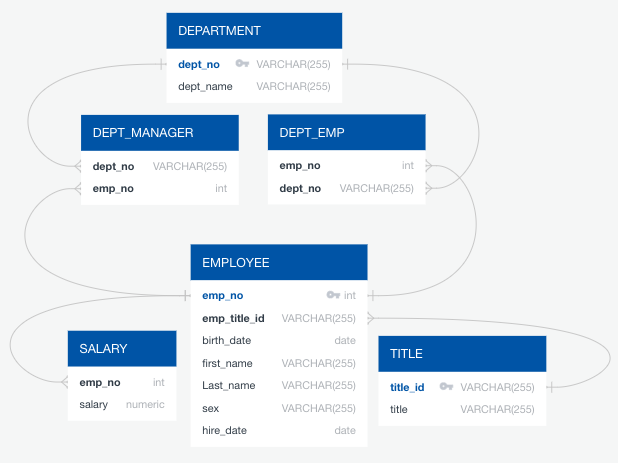 DEPARTMENT
dept_no VARCHAR(255)
dept_name VARCHAR(255)
DEPT_MANAGER
dept_no VARCHAR(255)
emp_no int
DEPT_EMP
emp_no int
dept_no VARCHAR(255)
EMPLOYEE
emp_no int
emp_title_id VARCHAR(255)
birth_date date
first_name VARCHAR(255)
Last_name VARCHAR(255)
sex VARCHAR(255)
hire_date date
SALARY
emp_no int
salary numeric
TITLE
title_id VARCHAR(255)
title VARCHAR(255)